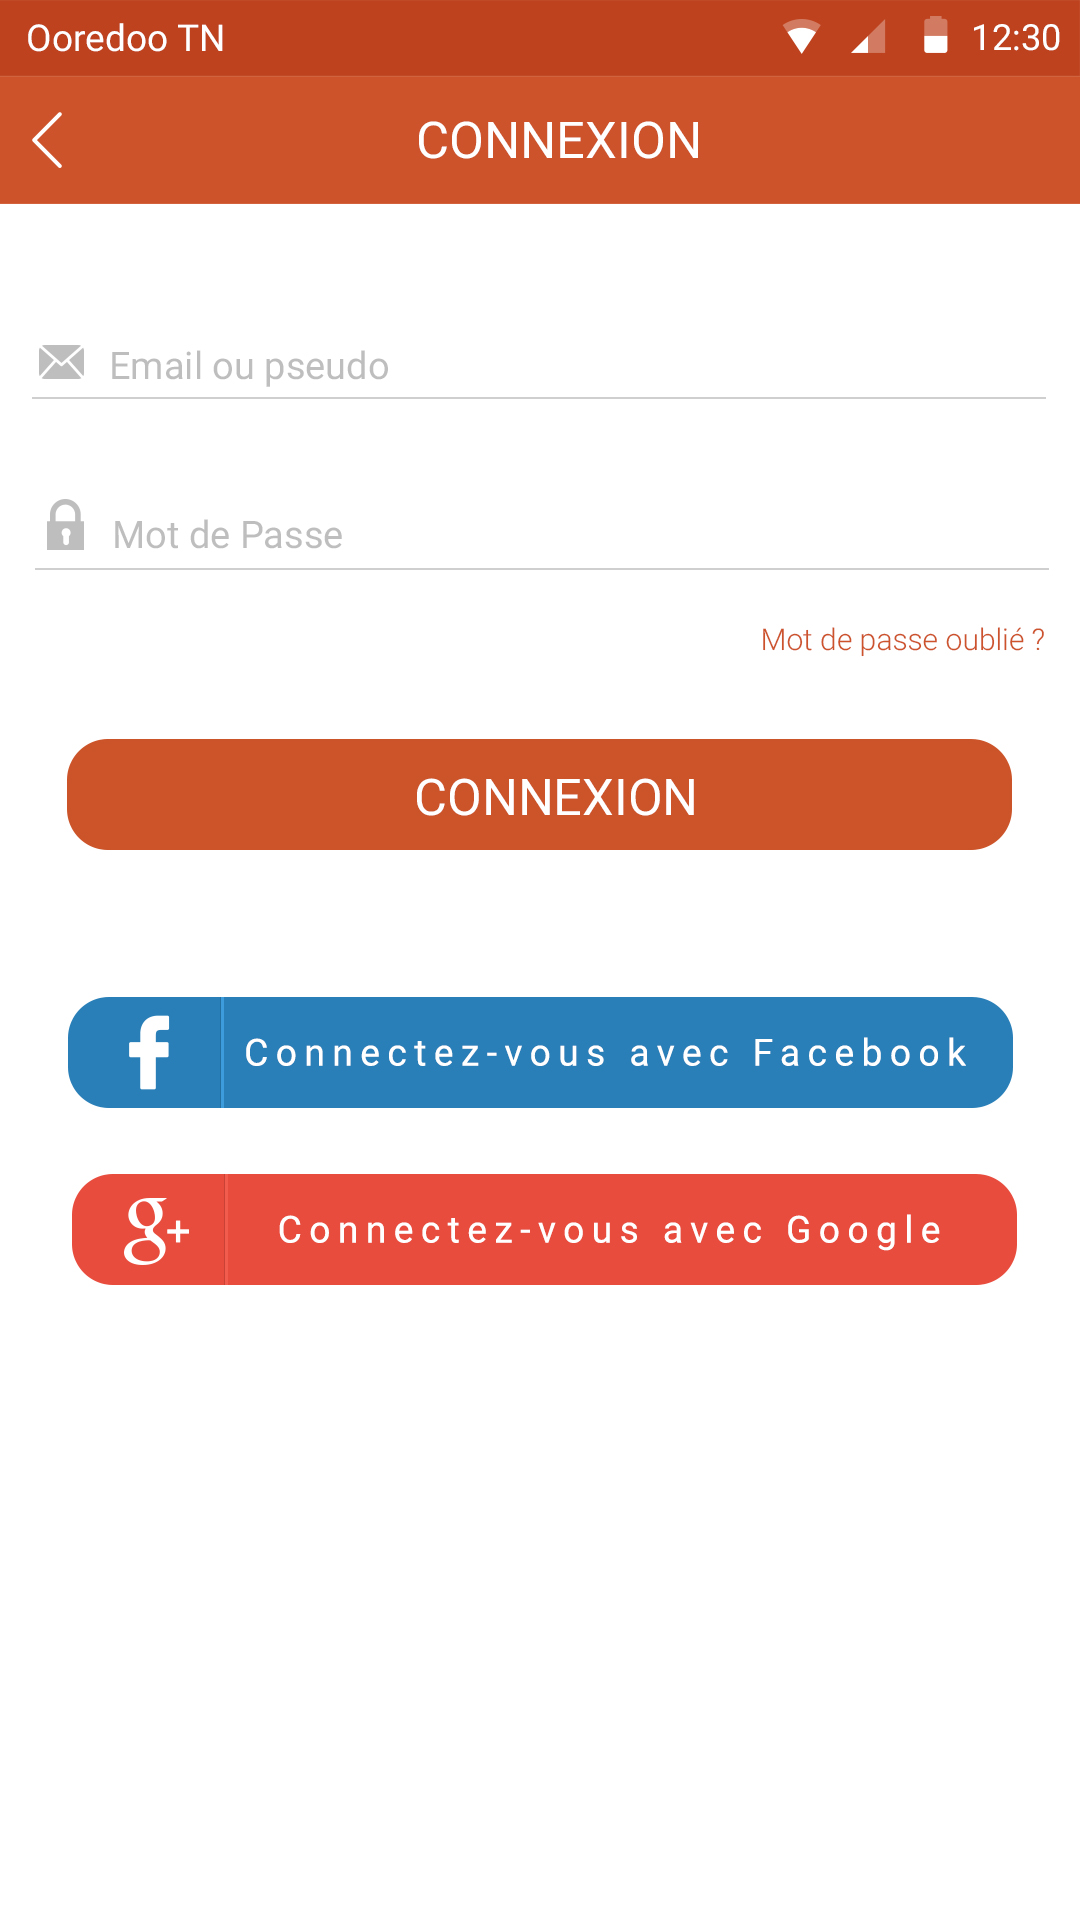 Ooredoo TN 12:30
CONNEXION
Email ou pseudo
Mot de Passe
Mot de passe oublié ?
CONNEXION
f Connectez-vous avec Facebook
g+ Connectez-vous avec Google